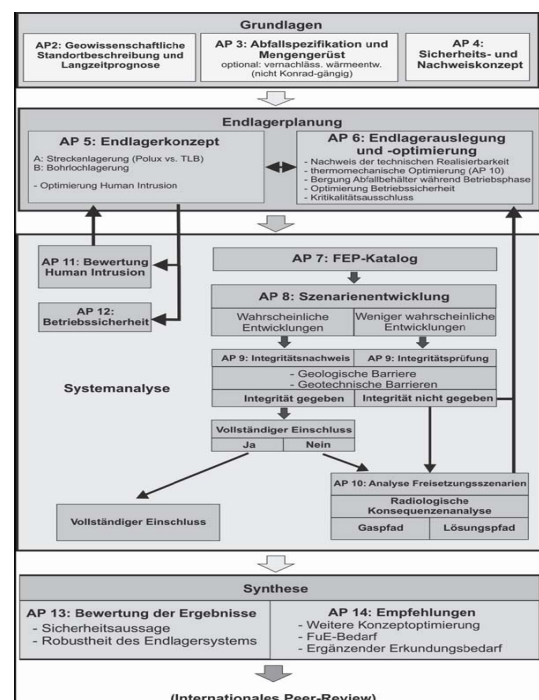 Grundlagen
AP2: Geowissenschaftliche
Standortbeschreibung und
Langzeitprognose
AP 3: Abfallspezifikation und
Mengengerüst
optional: vernachläss. wärmeentw.
(nicht Konrad-gängig)
AP 4:
Sicherheits- und
Nachweiskonzept
Endlagerplanung
AP 5: Endlagerkonzept
A: Streckenlagerung (Polux vs. TLB)
B: Bohrlochlagerung
- Optimierung Human Intrusion
AP 6: Endlagerauslegung
und -optimierung
- Nachweis der technischen Realisierbarkeit
- thermomechanische Optimierung (AP 10)
- Bergung Abfallbehälter während Betriebsphase
- Optimierung Betriebssicherheit
- Kritikalitätsausschluss
AP 11: Bewertung
Human Intrusion
AP 12:
Betriebssicherheit
Systemanalyse
AP 7: FEP-Katalog
AP 8: Szenarienentwicklung
Wahrscheinliche
Entwicklungen
Weniger wahrscheinliche
Entwicklungen
AP 9: Integritätsnachweis
AP 9: Integritätsprüfung
- Geologische Barriere
- Geotechnische Barrieren
Integrität gegeben
Integrität nicht gegeben
Vollständiger Einschluss
Ja
Nein
Vollständiger Einschluss
AP 10: Analyse Freisetzungsszenarien
Radiologische
Konsequenzenanalyse
Gaspfad
Lösungspfad
Synthese
AP 13: Bewertung der Ergebnisse
- Sicherheitsaussage
- Robustheit des Endlagersystems
AP 14: Empfehlungen
- Weitere Konzeptoptimierung
- FuE-Bedarf
- Ergänzender Erkundungsbedarf
(Internationales Peer-Review)